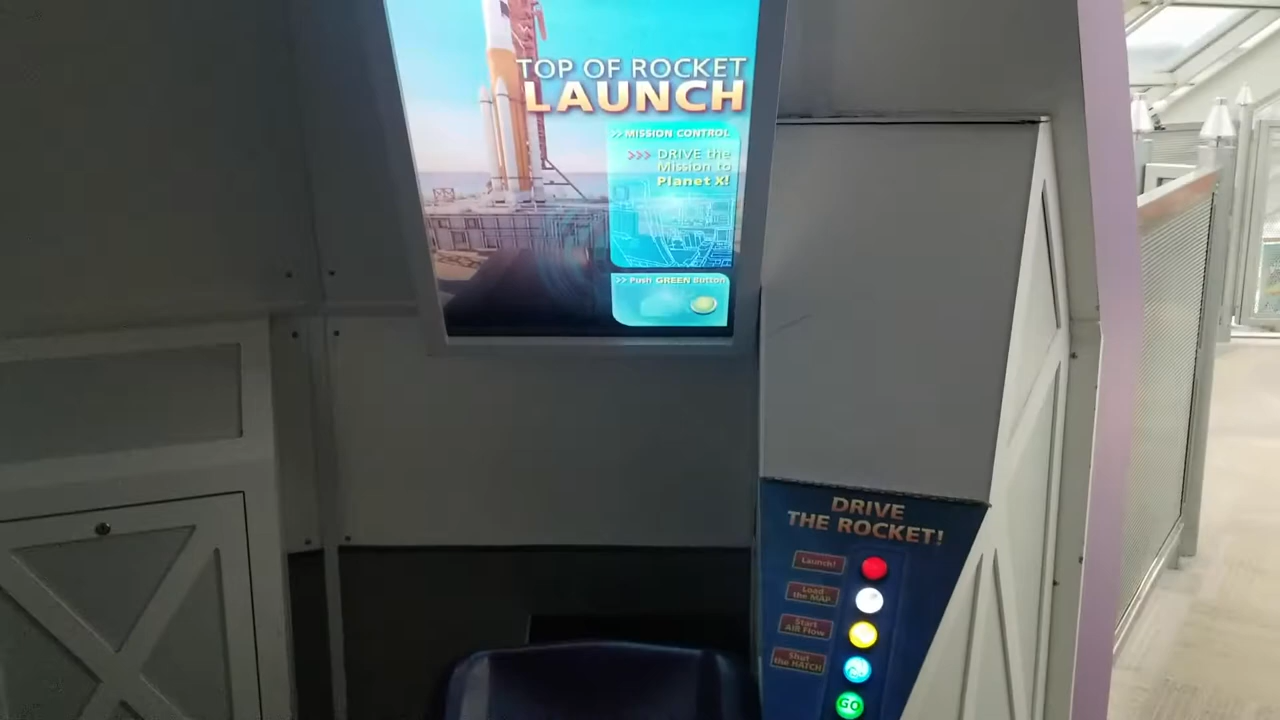 TOP OF ROCKET
LAUNCH
>> MISSION CONTROL
>>> DRIVE the
Mission to
Planet X!
>> Push GREEN Button
DRIVE
THE ROCKET!
Launch!
Load
the MAP
Start
AIR Flow
Shut
the HATCH
GO